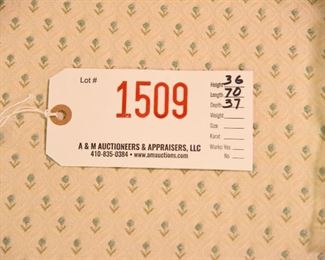 Lot #
1509
Height 36
Length 70
Depth 37
Weight
Size
Karat
Works Yes
No
A & M AUCTIONEERS & APPRAISERS, LLC
410-835-0384 • www.amauctions.com